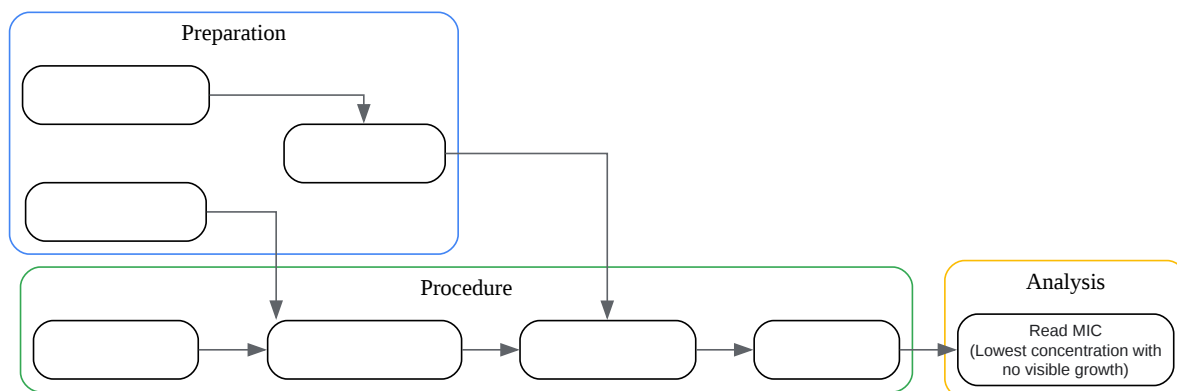 Preparation
Procedure
Analysis
Read MIC
(Lowest concentration with
no visible growth)